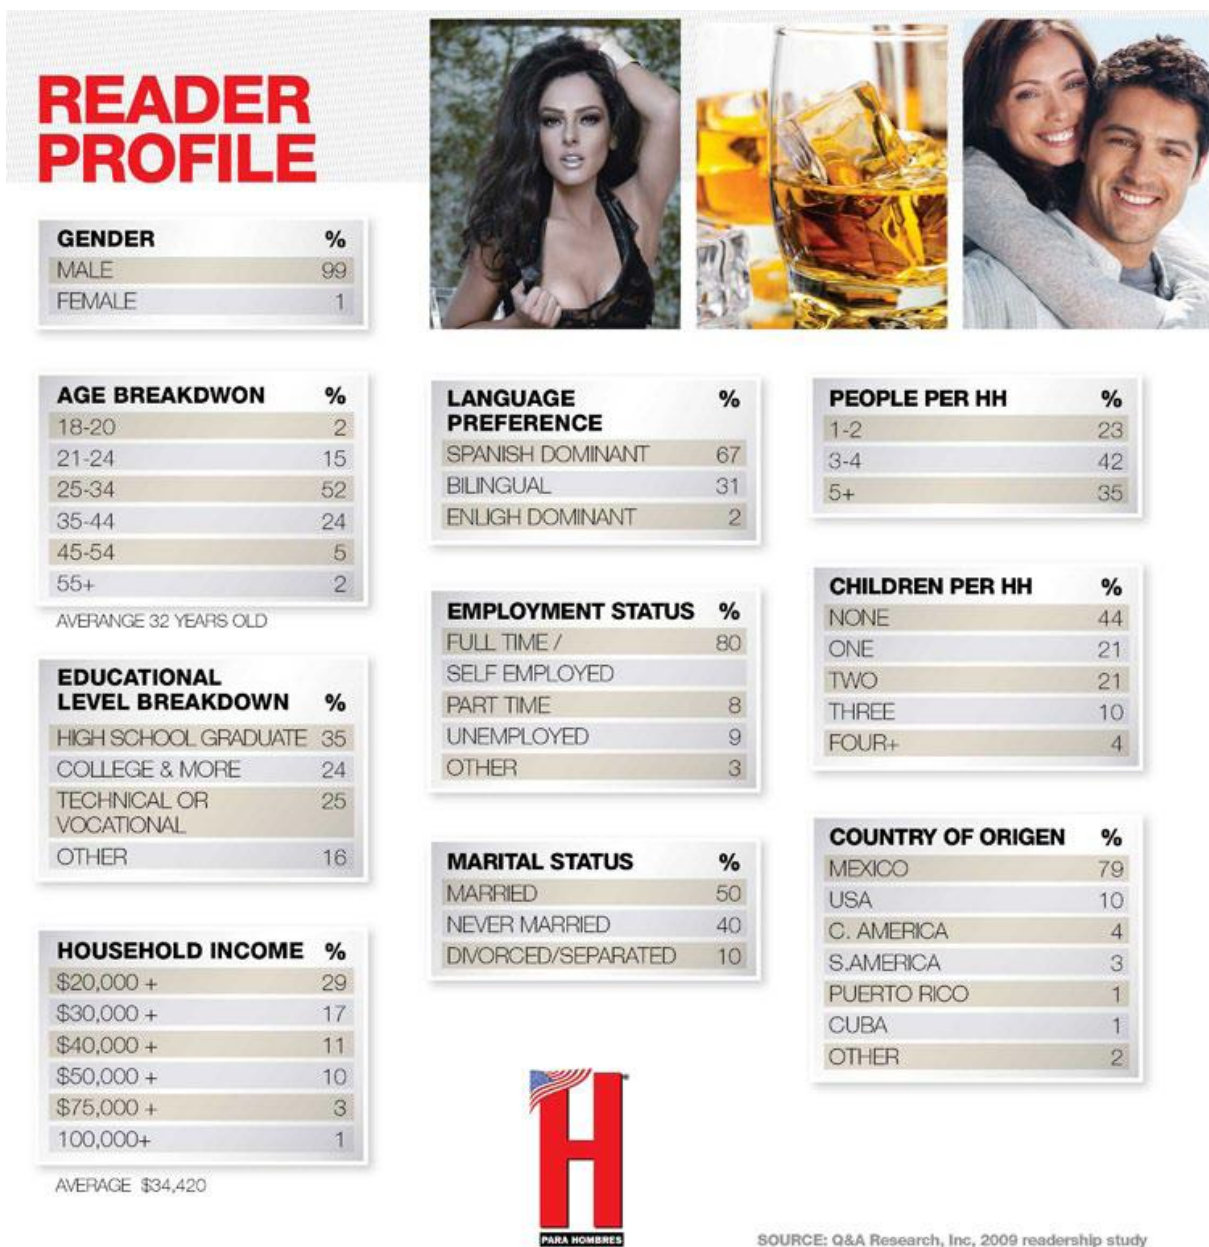 READER
PROFILE
GENDER %
MALE 99
FEMALE 1
AGE BREAKDWON %
18-20 2
21-24 15
25-34 52
35-44 24
45-54 5
55+ 2
AVERANGE 32 YEARS OLD
EDUCATIONAL
LEVEL BREAKDOWN %
HIGH SCHOOL GRADUATE 35
COLLEGE & MORE 24
TECHNICAL OR 25
VOCATIONAL
OTHER 16
HOUSEHOLD INCOME %
$20,000 + 29
$30,000 + 17
$40,000 + 11
$50,000 + 10
$75,000 + 3
100,000+ 1
AVERAGE $34,420
LANGUAGE %
PREFERENCE
SPANISH DOMINANT 67
BILINGUAL 31
ENLIGH DOMINANT 2
EMPLOYMENT STATUS %
FULL TIME / 80
SELF EMPLOYED
PART TIME 8
UNEMPLOYED 9
OTHER 3
MARITAL STATUS %
MARRIED 50
NEVER MARRIED 40
DIVORCED/SEPARATED 10
H
PARA HOMBRES
PEOPLE PER HH %
1-2 23
3-4 42
5+ 35
CHILDREN PER HH %
NONE 44
ONE 21
TWO 21
THREE 10
FOUR+ 4
COUNTRY OF ORIGEN %
MEXICO 79
USA 10
C. AMERICA 4
S.AMERICA 3
PUERTO RICO 1
CUBA 1
OTHER 2
SOURCE: Q&A Research, Inc, 2009 readership study